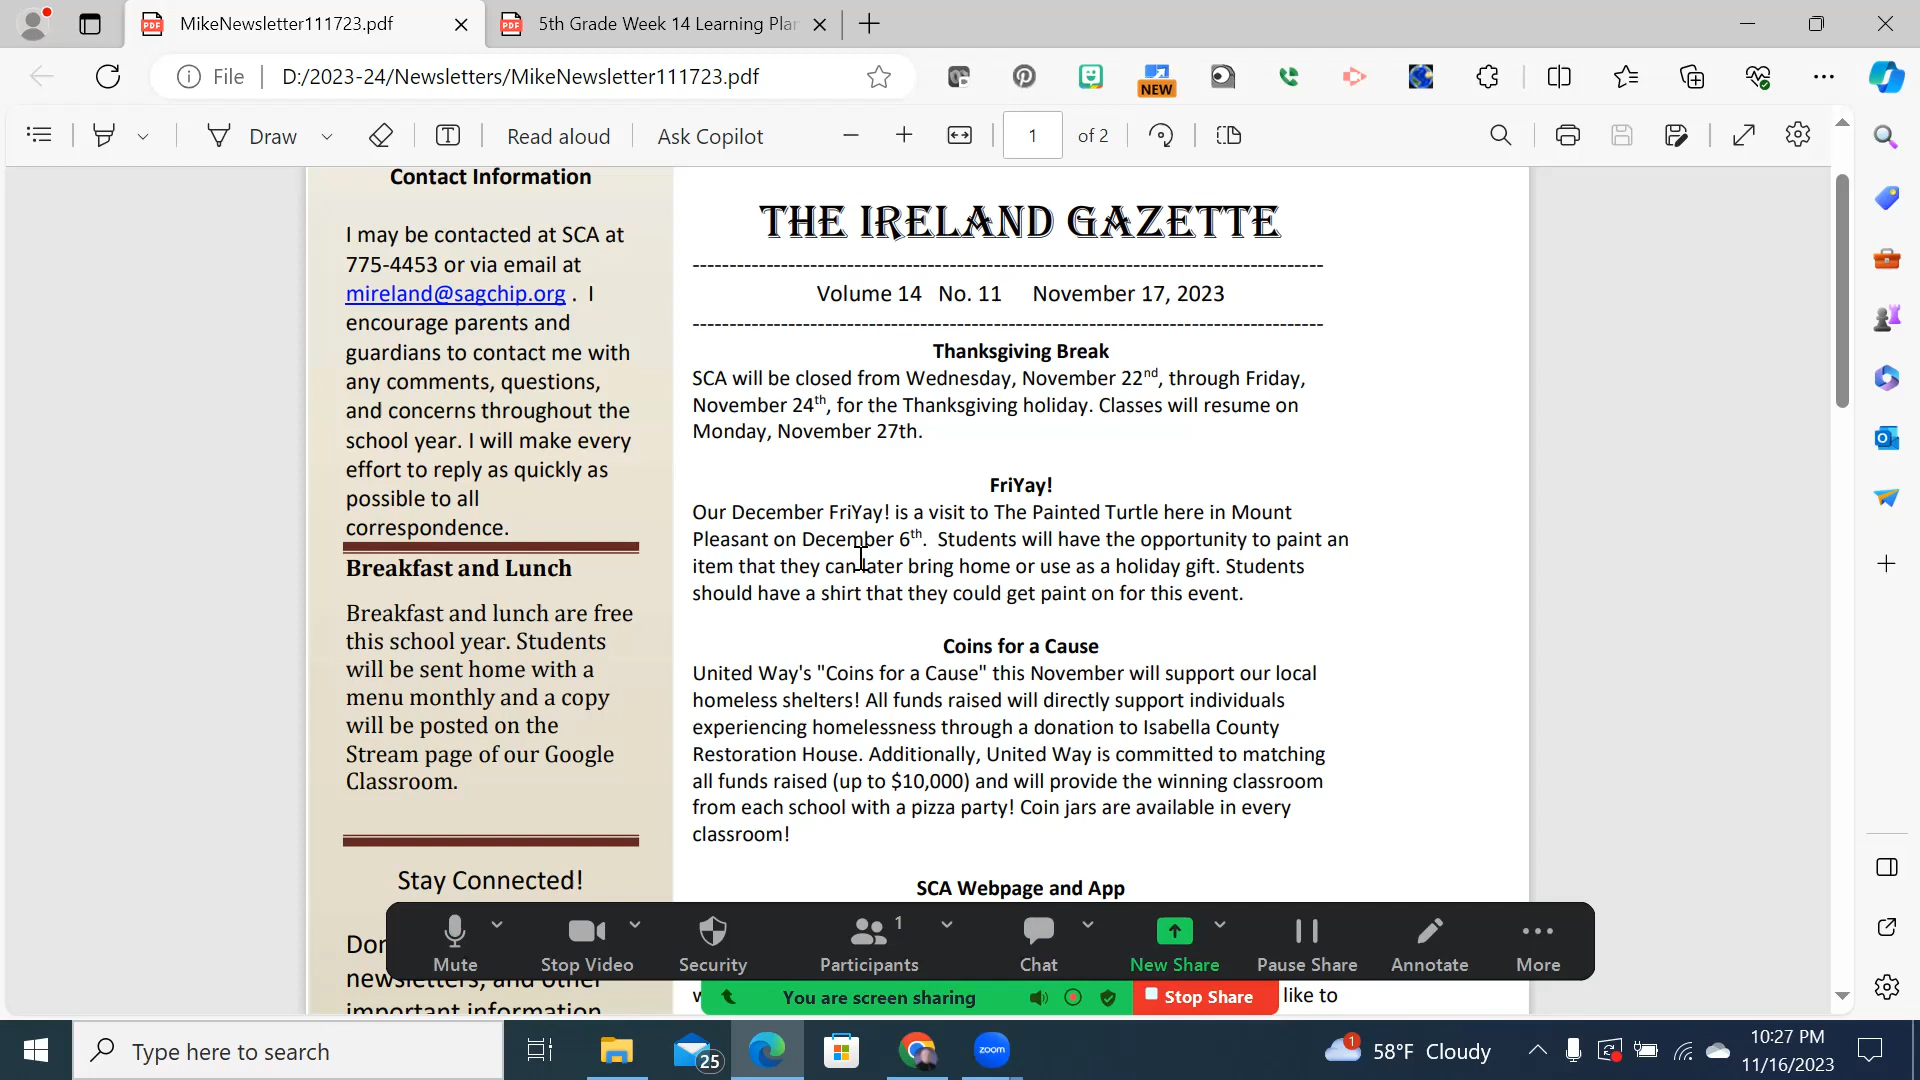 MikeNewsletter111723.pdf
5th Grade Week 14 Learning Plan
File
D:/2023-24/Newsletters/MikeNewsletter111723.pdf
NEW
Draw
Read aloud
Ask Copilot
1
of 2
Contact Information
I may be contacted at SCA at
775-4453 or via email at
mireland@sagchip.org . I
encourage parents and
guardians to contact me with
any comments, questions,
and concerns throughout the
school year. I will make every
effort to reply as quickly as
possible to all
correspondence.
Breakfast and Lunch
Breakfast and lunch are free
this school year. Students
will be sent home with a
menu monthly and a copy
will be posted on the
Stream page of our Google
Classroom.
Stay Connected!
newsletters, and other
important information
THE IRELAND GAZETTE
Volume 14 No. 11 November 17, 2023
Thanksgiving Break
SCA will be closed from Wednesday, November 22nd, through Friday,
November 24th, for the Thanksgiving holiday. Classes will resume on
Monday, November 27th.
FriYay!
Our December FriYay! is a visit to The Painted Turtle here in Mount
Pleasant on December 6th. Students will have the opportunity to paint an
item that they can later bring home or use as a holiday gift. Students
should have a shirt that they could get paint on for this event.
Coins for a Cause
United Way's "Coins for a Cause" this November will support our local
homeless shelters! All funds raised will directly support individuals
experiencing homelessness through a donation to Isabella County
Restoration House. Additionally, United Way is committed to matching
all funds raised (up to $10,000) and will provide the winning classroom
from each school with a pizza party! Coin jars are available in every
classroom!
SCA Webpage and App
like to
Mute
Stop Video
Security
Participants
1
Chat
New Share
Pause Share
Annotate
More
You are screen sharing
Stop Share
Type here to search
25
zoom
1
58°F Cloudy
10:27 PM
11/16/2023